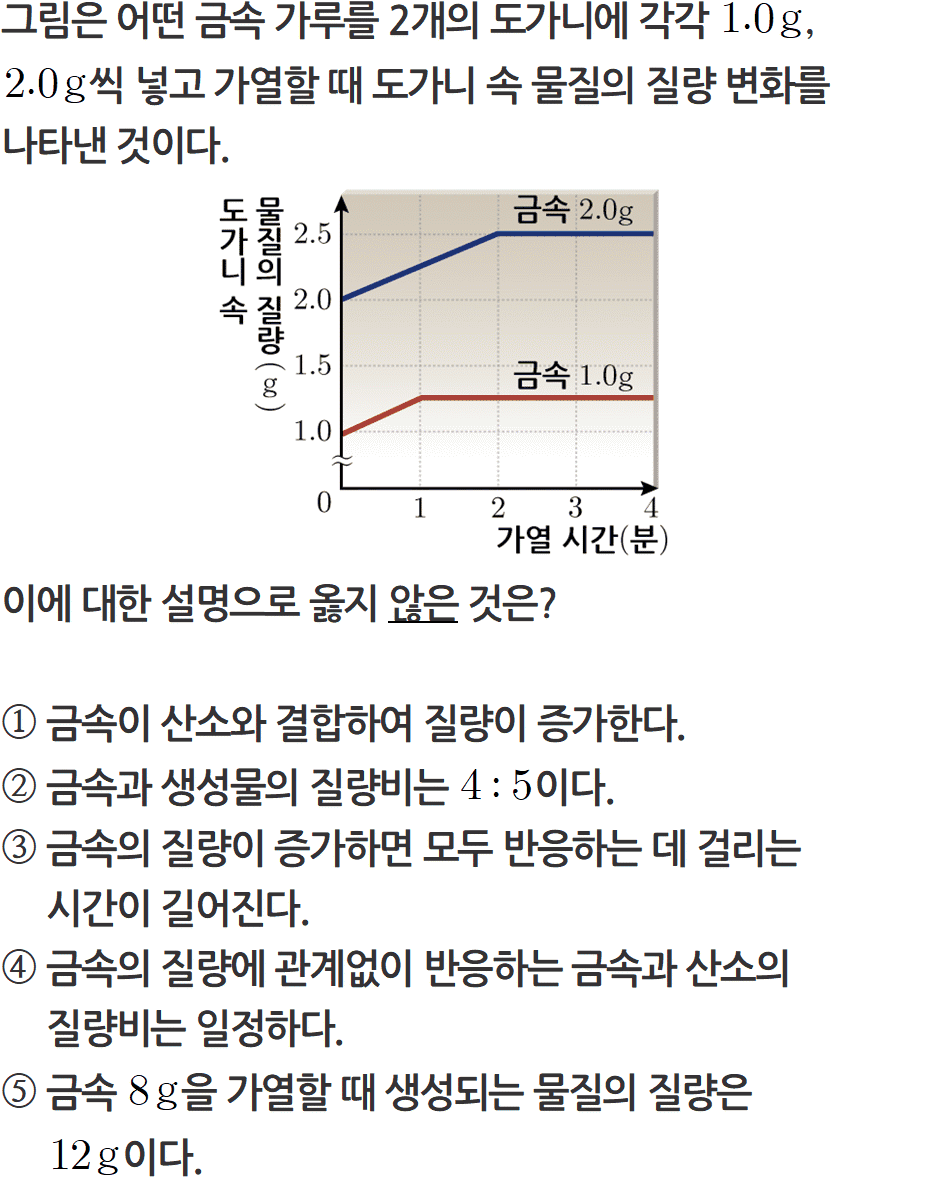 그림은 어떤 금속 가루를 2개의 도가니에 각각 1.0 g,
2.0 g씩 넣고 가열할 때 도가니 속 물질의 질량 변화를
나타낸 것이다.
도가니 속 물질의 질량(g)
금속 2.0g
2.5
2.0
1.5
금속 1.0g
1.0
0 1 2 3 4
가열 시간(분)
이에 대한 설명으로 옳지 않은 것은?
① 금속이 산소와 결합하여 질량이 증가한다.
② 금속과 생성물의 질량비는 4 : 5이다.
③ 금속의 질량이 증가하면 모두 반응하는 데 걸리는
시간이 길어진다.
④ 금속의 질량에 관계없이 반응하는 금속과 산소의
질량비는 일정하다.
⑤ 금속 8 g을 가열할 때 생성되는 물질의 질량은
12 g이다.